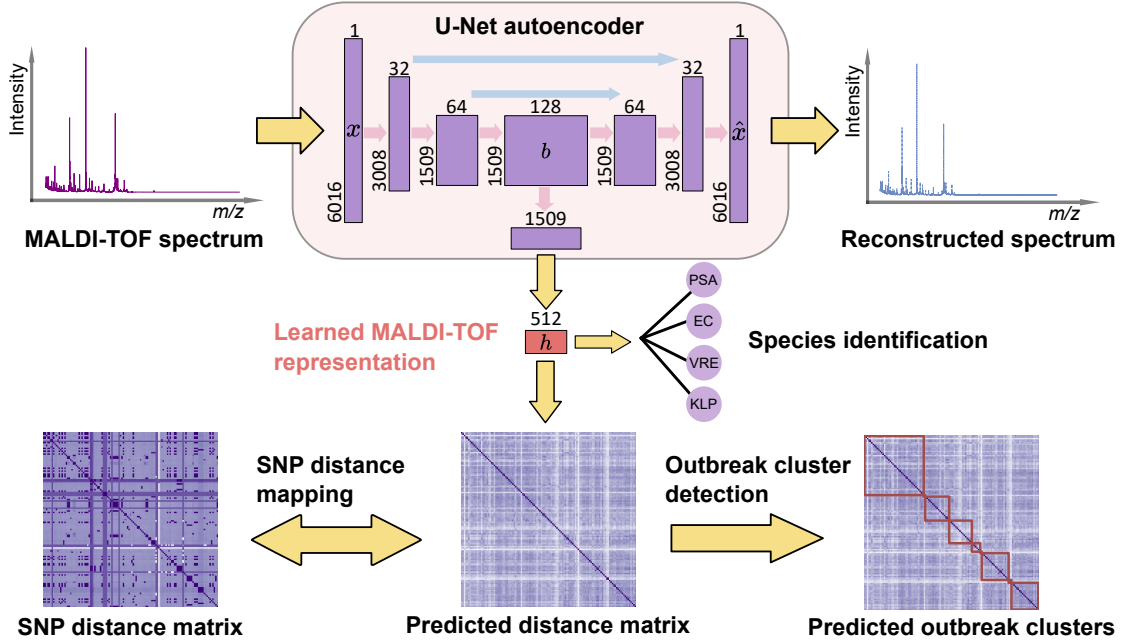 U-Net autoencoder
Intensity
m/z
MALDI-TOF spectrum
1
x
6016
32
3008
64
1509
128
1509
b
64
1509
32
3008
1
x̂
6016
1509
Intensity
m/z
Reconstructed spectrum
512
h
Learned MALDI-TOF
representation
PSA
EC
VRE
KLP
Species identification
SNP distance
mapping
Outbreak cluster
detection
SNP distance matrix
Predicted distance matrix
Predicted outbreak clusters